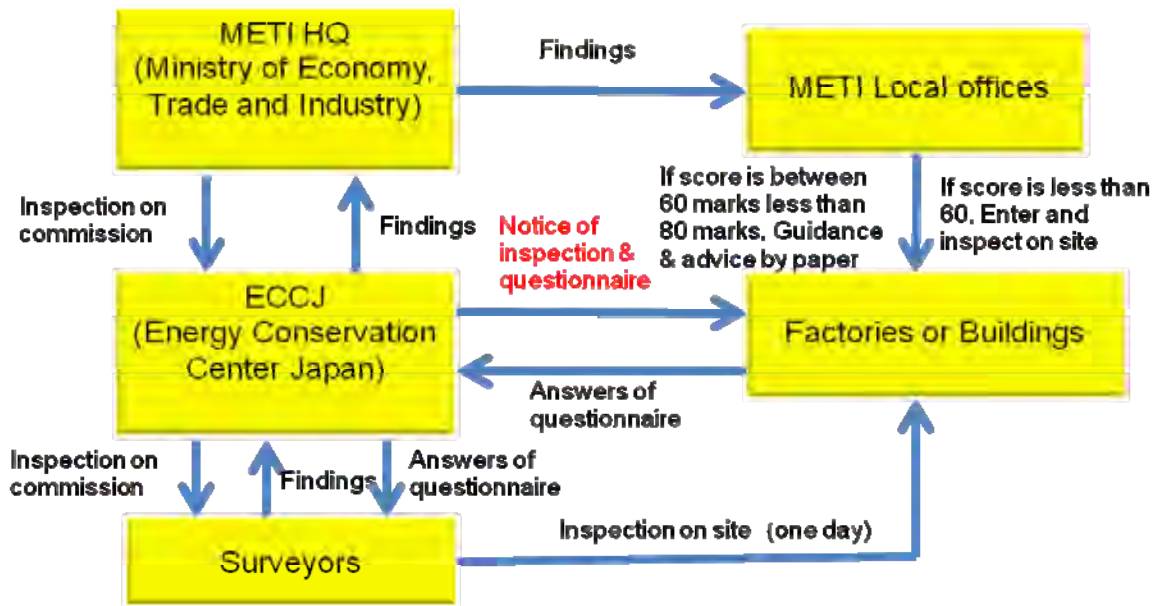 METI HQ
(Ministry of Economy,
Trade and Industry)
Findings
METI Local offices
Inspection on
commission
Findings
Notice of
inspection &
questionnaire
If score is between
60 marks less than
80 marks, Guidance
& advice by paper
If score is less than
60, Enter and
inspect on site
ECCJ
(Energy Conservation
Center Japan)
Factories or Buildings
Answers of
questionnaire
Inspection on
commission
Findings
Answers of
questionnaire
Surveyors
Inspection on site (one day)